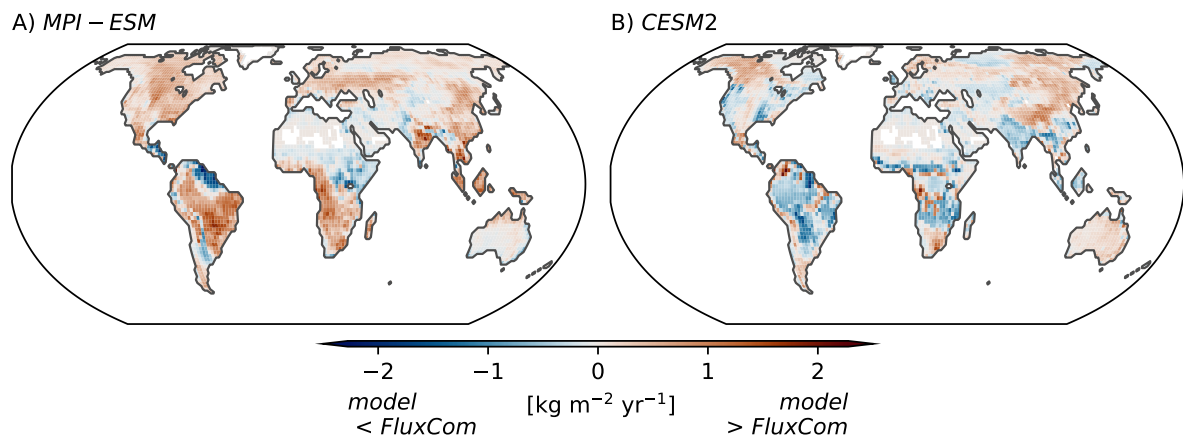 A) MPI − ESM
B) CESM2
−2 −1 0 1 2
model [kg m⁻² yr⁻¹] model
< FluxCom > FluxCom